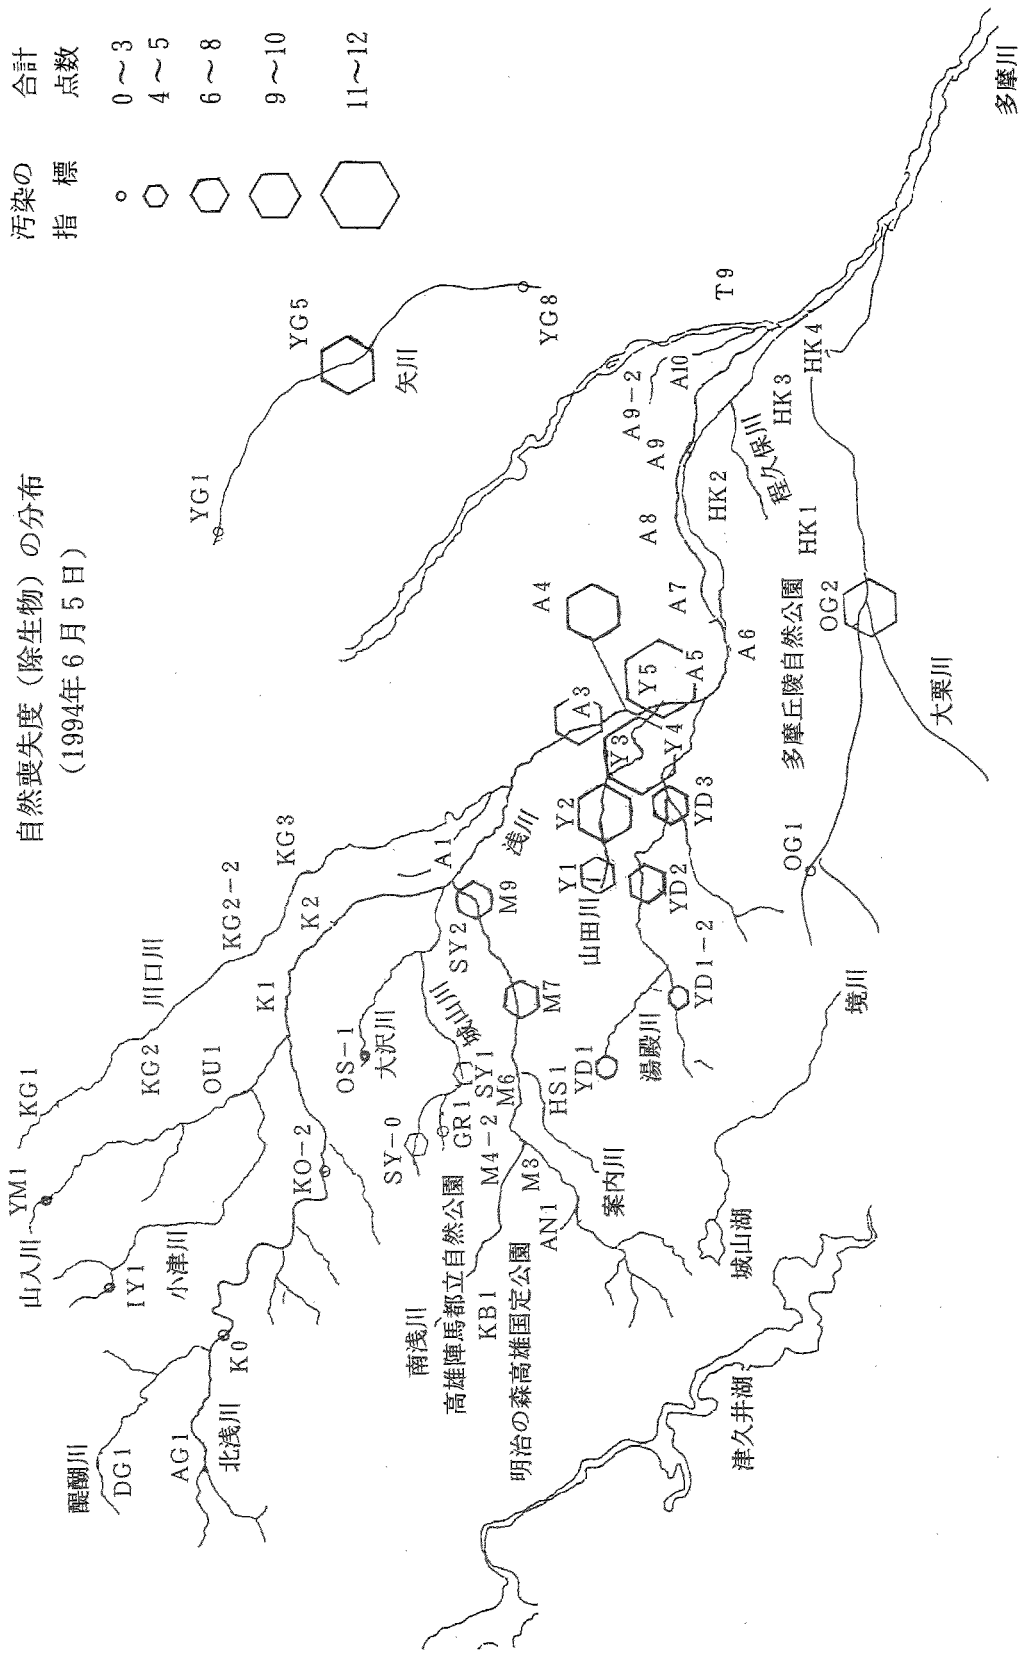 自然喪失度（除生物）の分布
（1994年6月5日）
汚染の 合計
指標 点数
0～3
4～5
6～8
9～10
11～12
YG1
YG5
矢川
YG8
T9
多摩川
A10
A9-2
A9
A8
A7
A6
A5
A4
A3
A1
浅川
HK4
HK3
程久保川
HK2
HK1
多摩丘陵自然公園
OG2
大栗川
OG1
Y5
Y4
Y3
Y2
Y1
山田川
YD3
YD2
YD1-2
YD1
湯殿川
境川
城山湖
津久井湖
KG3
KG2-2
川口川
KG2
KG1
K2
K1
OU1
YM1
山入川
IY1
小津川
KO-2
K0
北浅川
AG1
DG1
醍醐川
OS-1
大沢川
SY2
城山川
SY1
SY-0
GR1
M9
M7
M6
M4-2
M3
HS1
案内川
AN1
KB1
南浅川
高雄陣馬都立自然公園
明治の森高雄国定公園